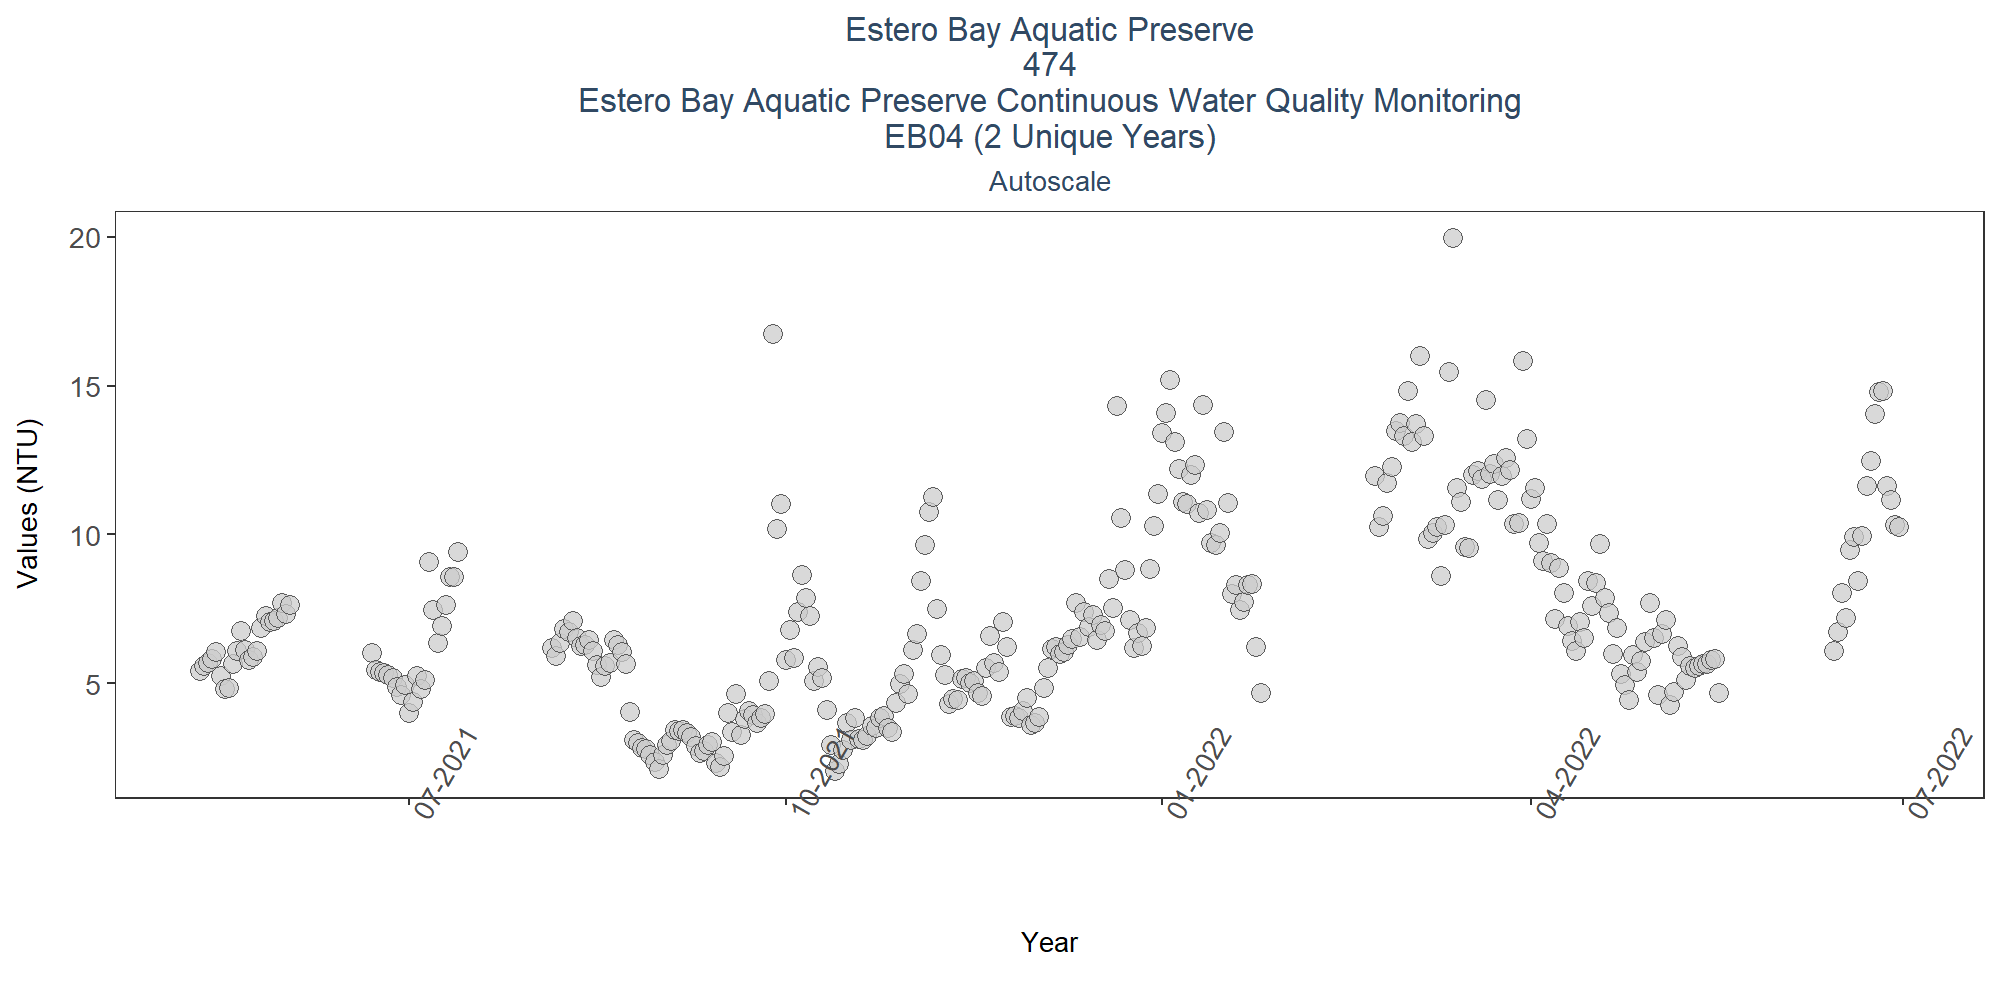 Estero Bay Aquatic Preserve
474
Estero Bay Aquatic Preserve Continuous Water Quality Monitoring
EB04 (2 Unique Years)
Autoscale
20
15
10
5
Values (NTU)
07-2021
10-2021
01-2022
04-2022
07-2022
Year